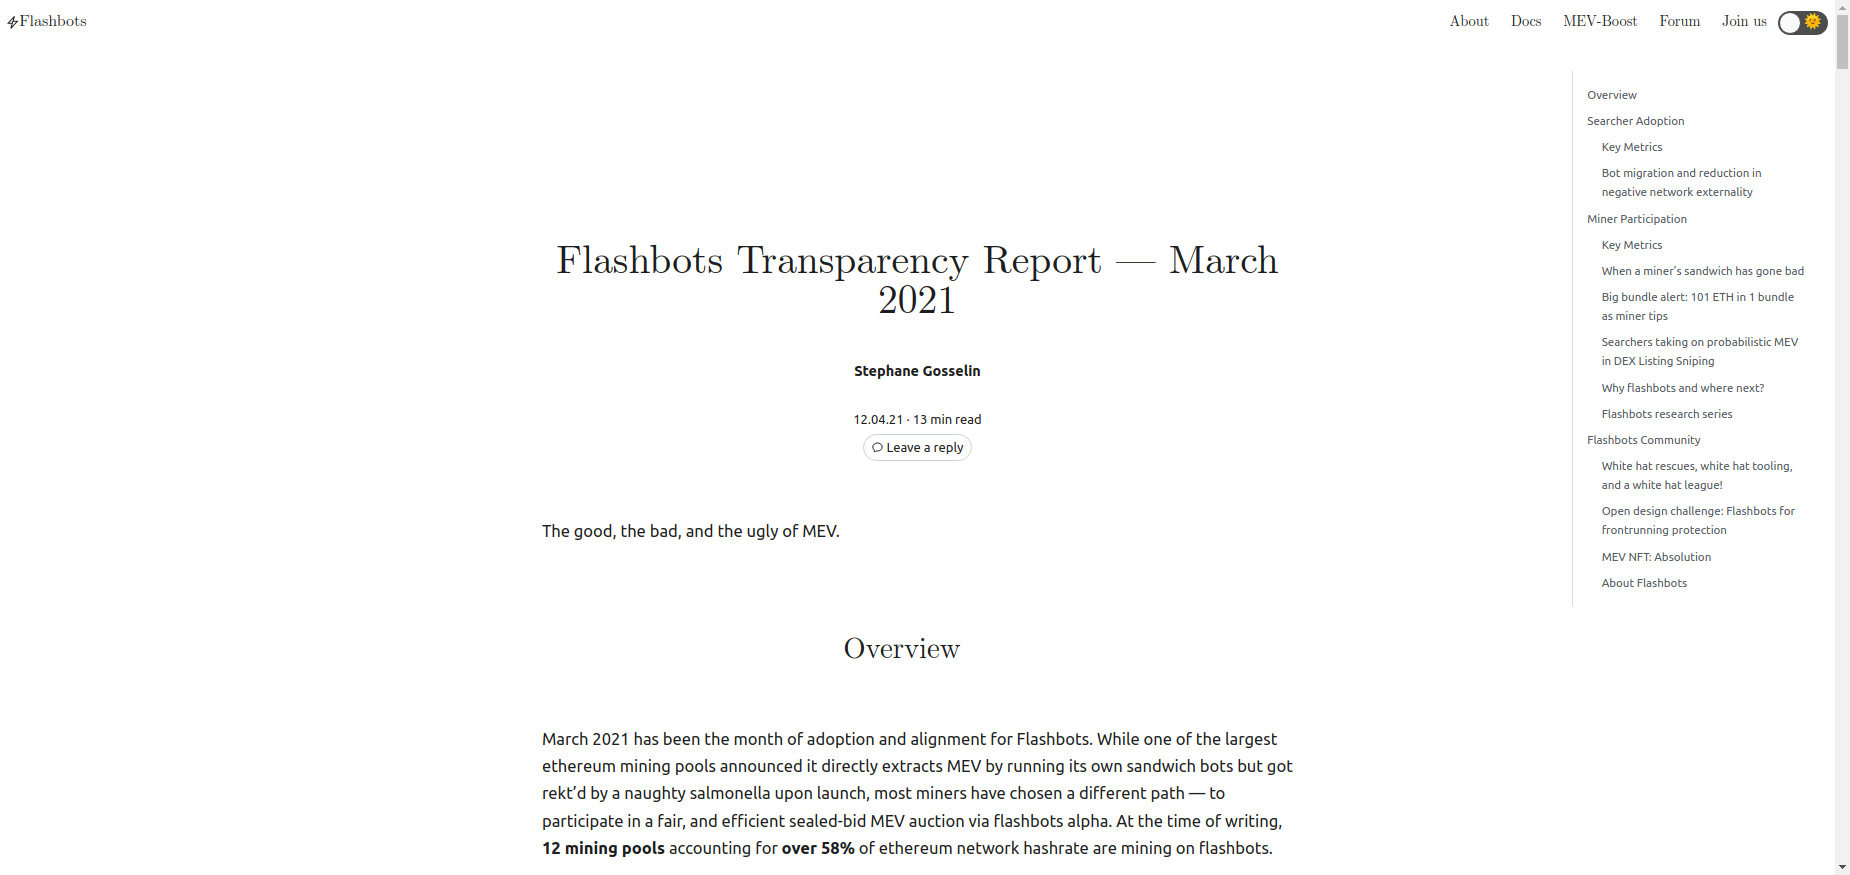 Flashbots
About Docs MEV-Boost Forum Join us
Overview
Searcher Adoption
Key Metrics
Bot migration and reduction in
negative network externality
Miner Participation
Key Metrics
When a miner's sandwich has gone bad
Big bundle alert: 101 ETH in 1 bundle
as miner tips
Searchers taking on probabilistic MEV
in DEX Listing Sniping
Why flashbots and where next?
Flashbots research series
Flashbots Community
White hat rescues, white hat tooling,
and a white hat league!
Open design challenge: Flashbots for
frontrunning protection
MEV NFT: Absolution
About Flashbots
Flashbots Transparency Report — March
2021
Stephane Gosselin
12.04.21 · 13 min read
Leave a reply
The good, the bad, and the ugly of MEV.
Overview
March 2021 has been the month of adoption and alignment for Flashbots. While one of the largest
ethereum mining pools announced it directly extracts MEV by running its own sandwich bots but got
rekt’d by a naughty salmonella upon launch, most miners have chosen a different path — to
participate in a fair, and efficient sealed-bid MEV auction via flashbots alpha. At the time of writing,
12 mining pools accounting for over 58% of ethereum network hashrate are mining on flashbots.